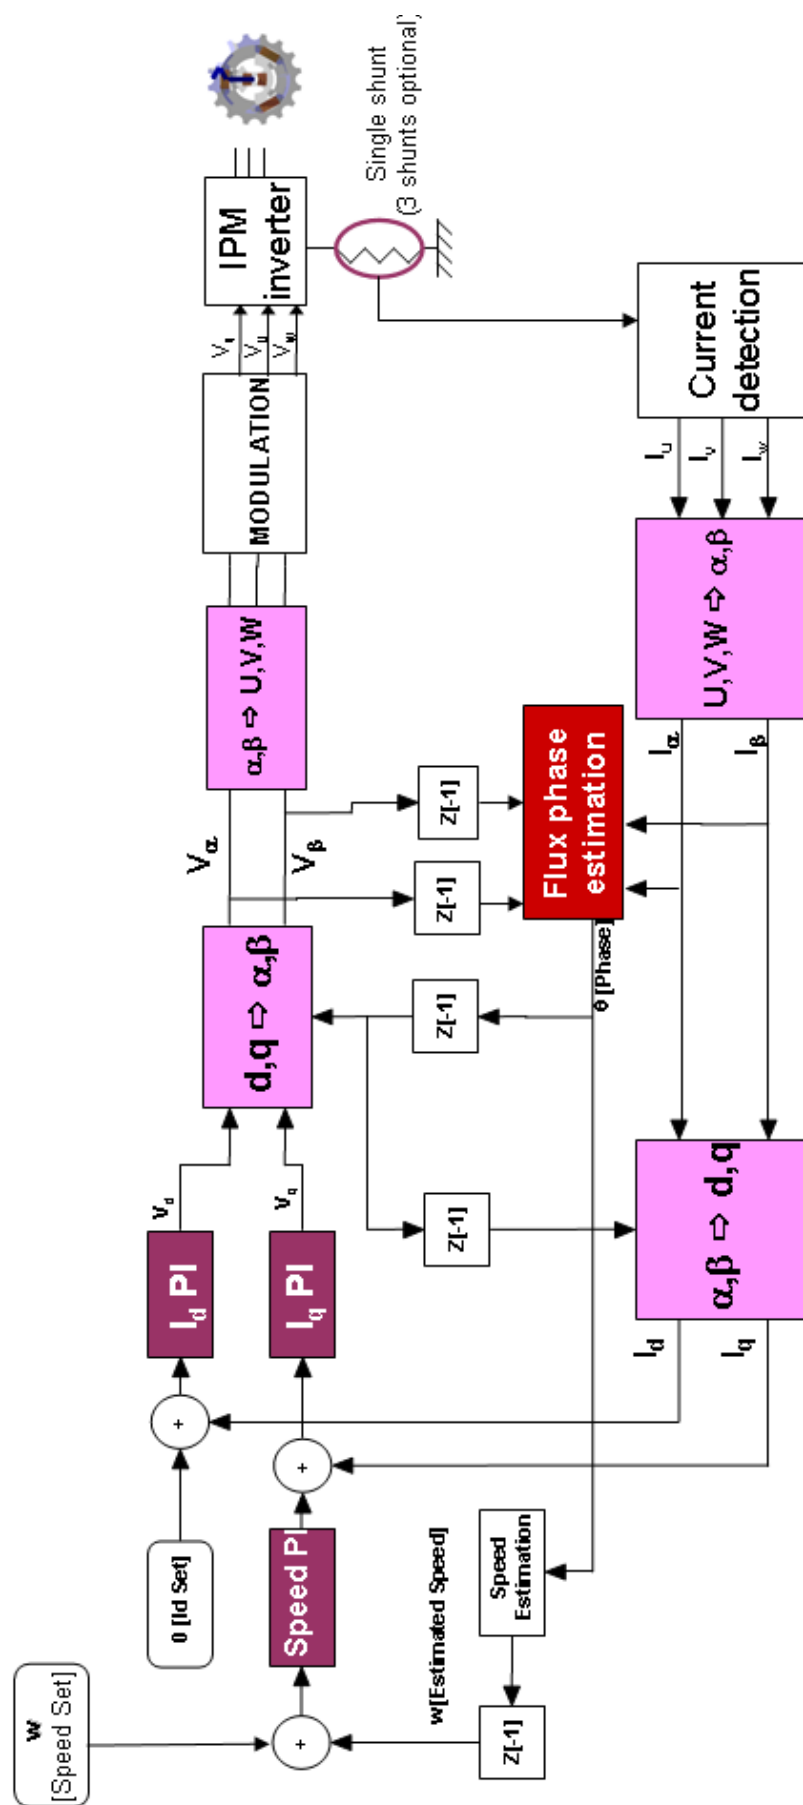 w
[Speed Set]
0 [Id Set]
+
+
+
Speed PI
Id PI
Iq PI
Vd
Vq
d,q ⇨ α,β
Vα
Vβ
α,β ⇨ U,V,W
MODULATION
Vu
Vw
IPM
inverter
Single shunt
(3 shunts optional)
Current
detection
Iu
Iv
Iw
U,V,W ⇨ α,β
Iα
Iβ
Z[-1]
Z[-1]
Flux phase
estimation
θ [Phase]
Z[-1]
Z[-1]
α,β ⇨ d,q
Id
Iq
Speed
Estimation
w[Estimated Speed]
Z[-1]